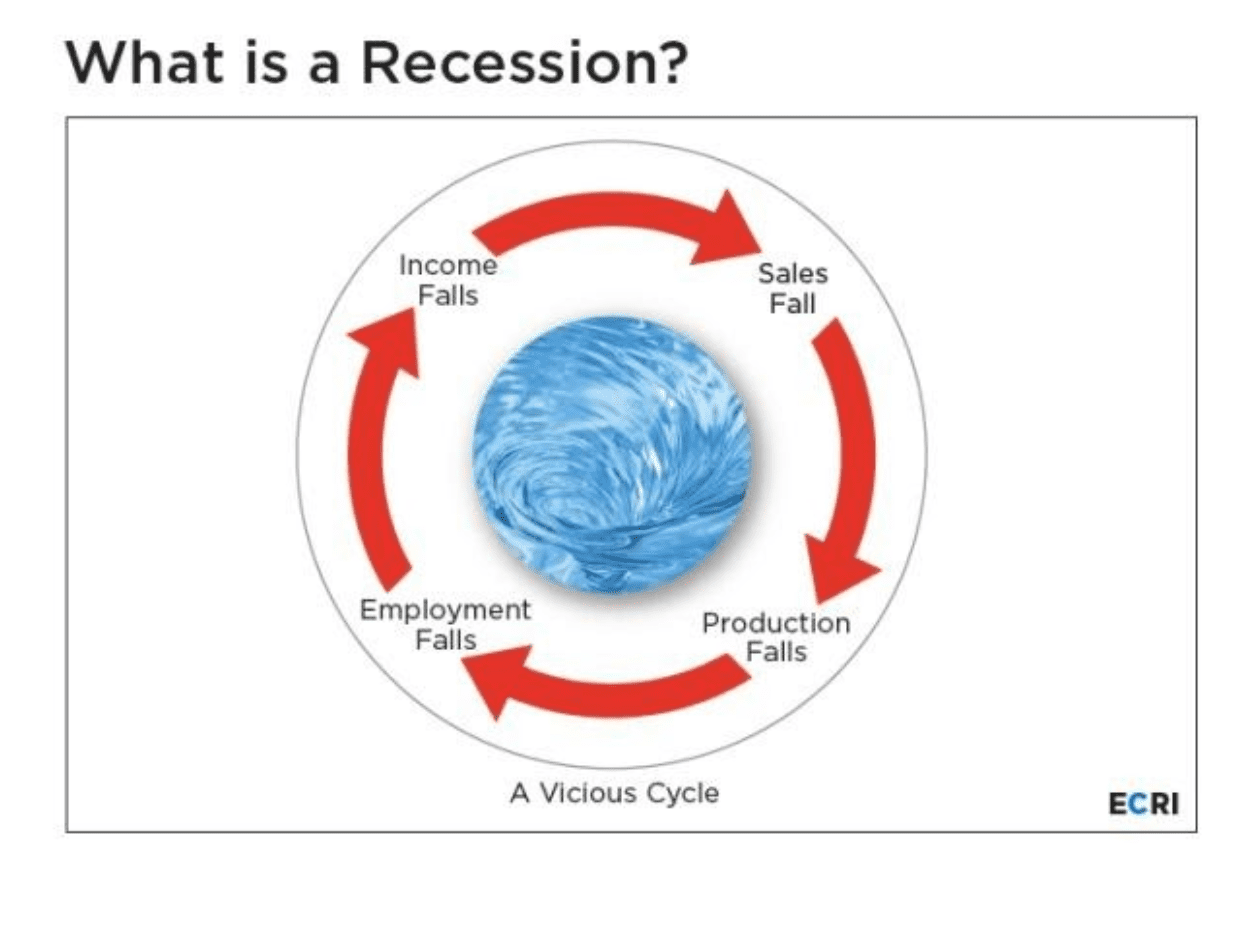 What is a Recession?
Income
Falls
Sales
Fall
Employment
Falls
Production
Falls
A Vicious Cycle
ECRI